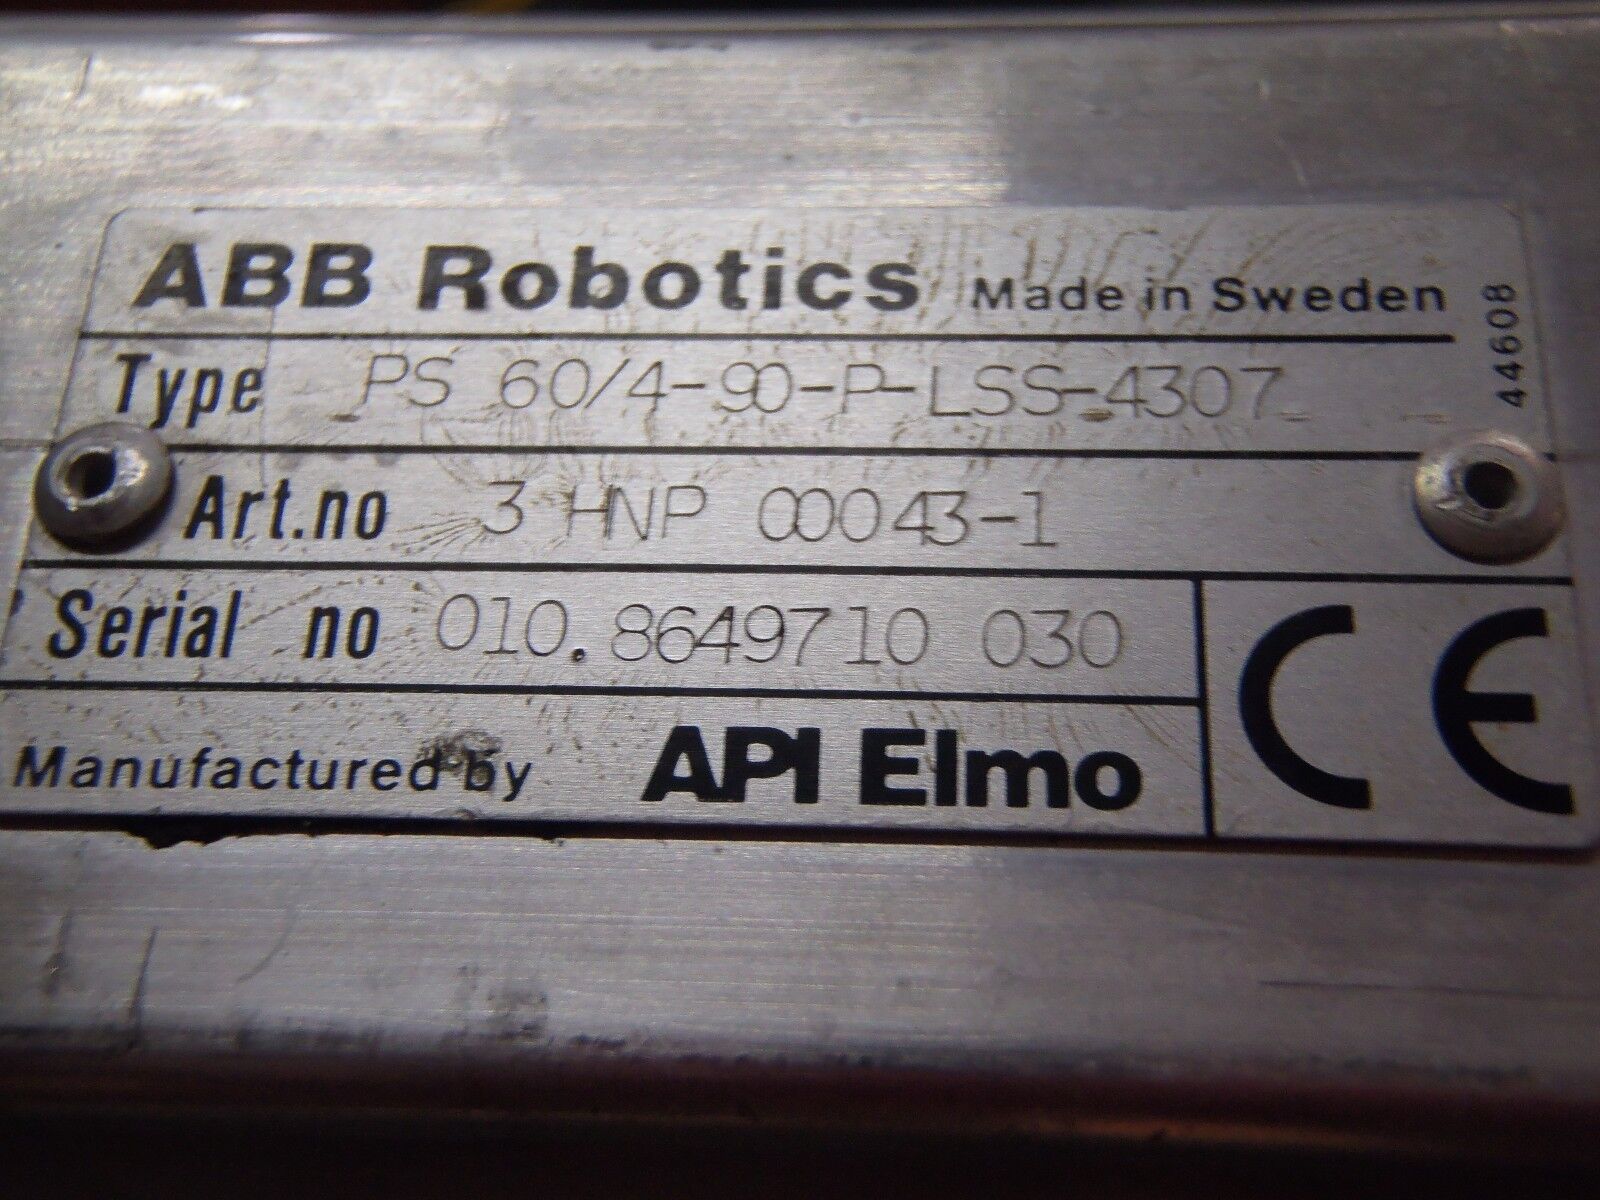 ABB Robotics Made in Sweden
44608
Type PS 60/4-90-P-LSS-4307
Art.no 3 HNP 00043-1
Serial no 010.8649710 030
Manufactured by API Elmo
CE